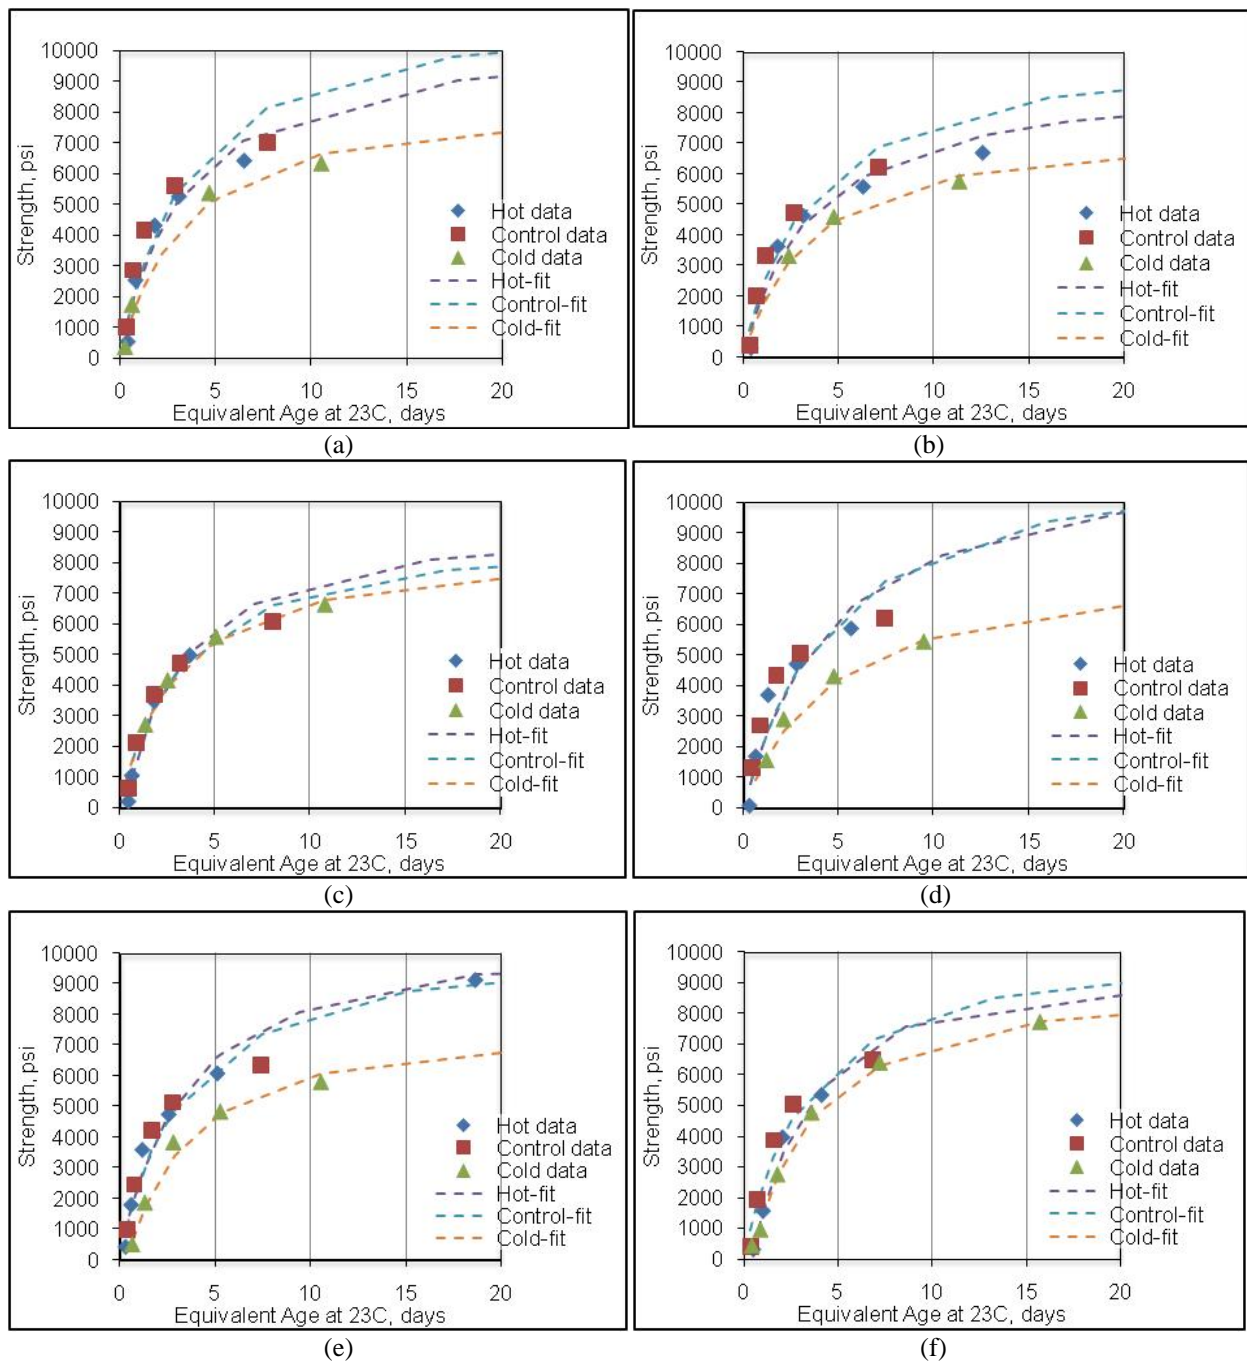 10000
9000
8000
7000
6000
5000
4000
3000
2000
1000
0
Strength, psi
Hot data
Control data
Cold data
Hot-fit
Control-fit
Cold-fit
0 5 10 15 20
Equivalent Age at 23C, days
(a)
10000
9000
8000
7000
6000
5000
4000
3000
2000
1000
0
Strength, psi
Hot data
Control data
Cold data
Hot-fit
Control-fit
Cold-fit
0 5 10 15 20
Equivalent Age at 23C, days
(b)
10000
9000
8000
7000
6000
5000
4000
3000
2000
1000
0
Strength, psi
Hot data
Control data
Cold data
Hot-fit
Control-fit
Cold-fit
0 5 10 15 20
Equivalent Age at 23C, days
(c)
10000
9000
8000
7000
6000
5000
4000
3000
2000
1000
0
Strength, psi
Hot data
Control data
Cold data
Hot-fit
Control-fit
Cold-fit
0 5 10 15 20
Equivalent Age at 23C, days
(d)
10000
9000
8000
7000
6000
5000
4000
3000
2000
1000
0
Strength, psi
Hot data
Control data
Cold data
Hot-fit
Control-fit
Cold-fit
0 5 10 15 20
Equivalent Age at 23C, days
(e)
10000
9000
8000
7000
6000
5000
4000
3000
2000
1000
0
Strength, psi
Hot data
Control data
Cold data
Hot-fit
Control-fit
Cold-fit
0 5 10 15 20
Equivalent Age at 23C, days
(f)